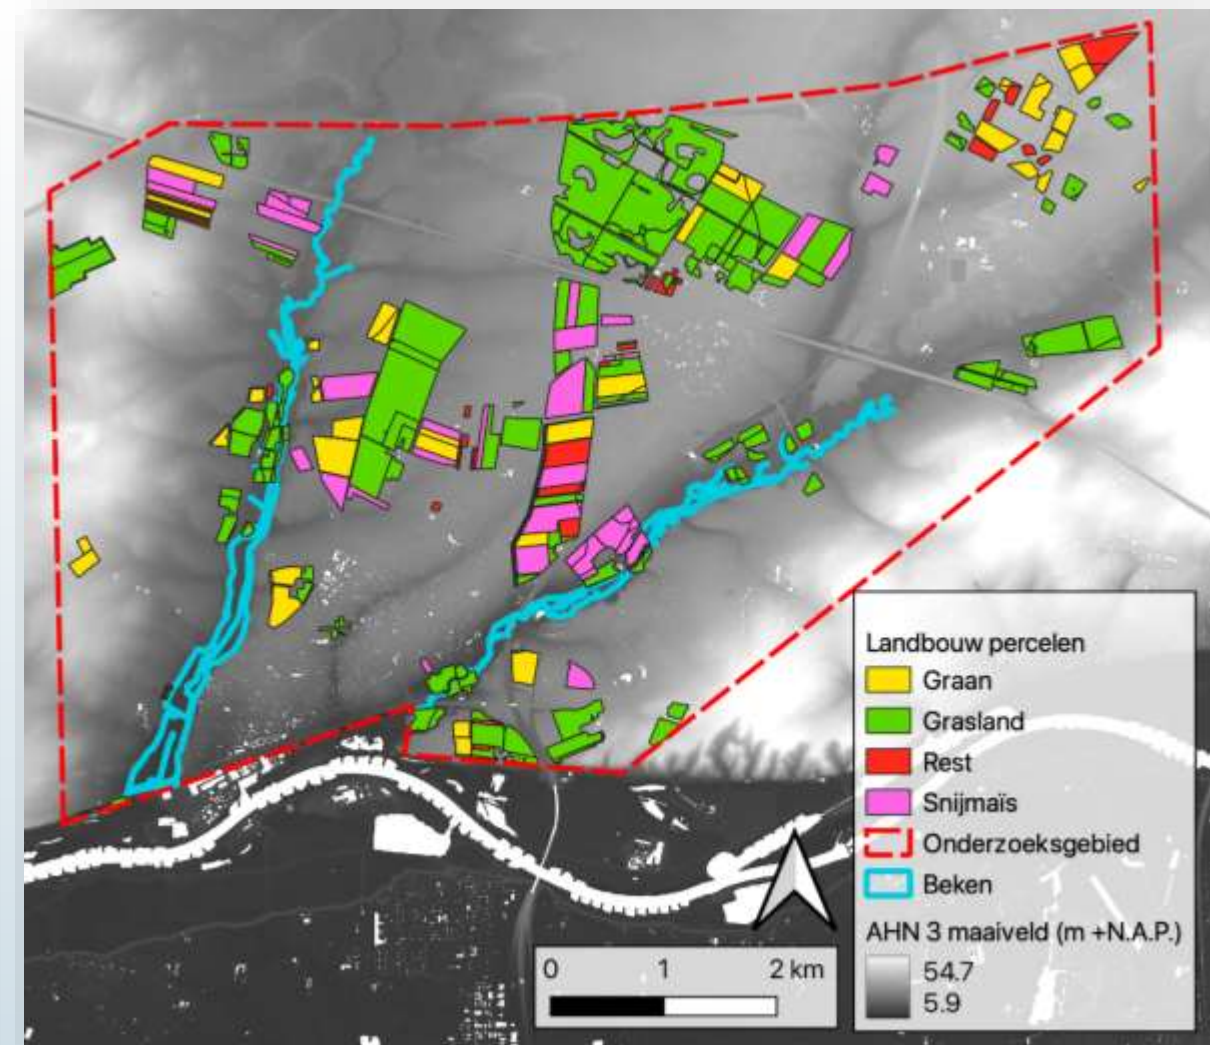 Landbouw percelen
Graan
Grasland
Rest
Snijmaïs
Onderzoeksgebied
Beken
AHN 3 maaiveld (m +N.A.P.)
54.7
5.9
0 1 2 km